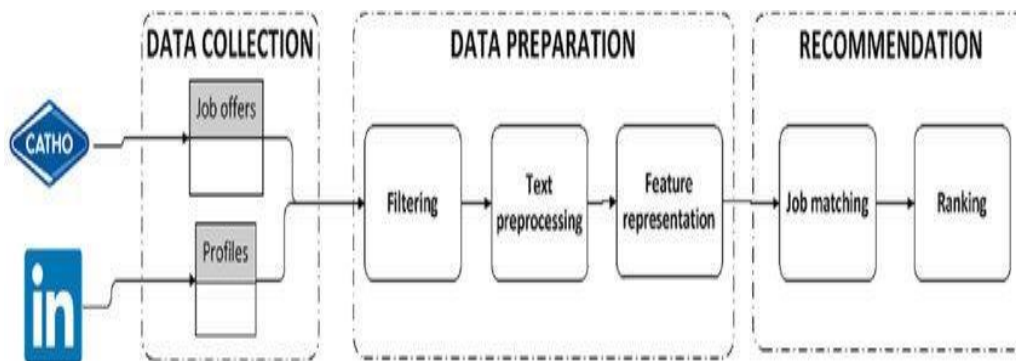 DATA COLLECTION
DATA PREPARATION
RECOMMENDATION
CATHO
Job offers
in
Profiles
Filtering
Text
preprocessing
Feature
representation
Job matching
Ranking